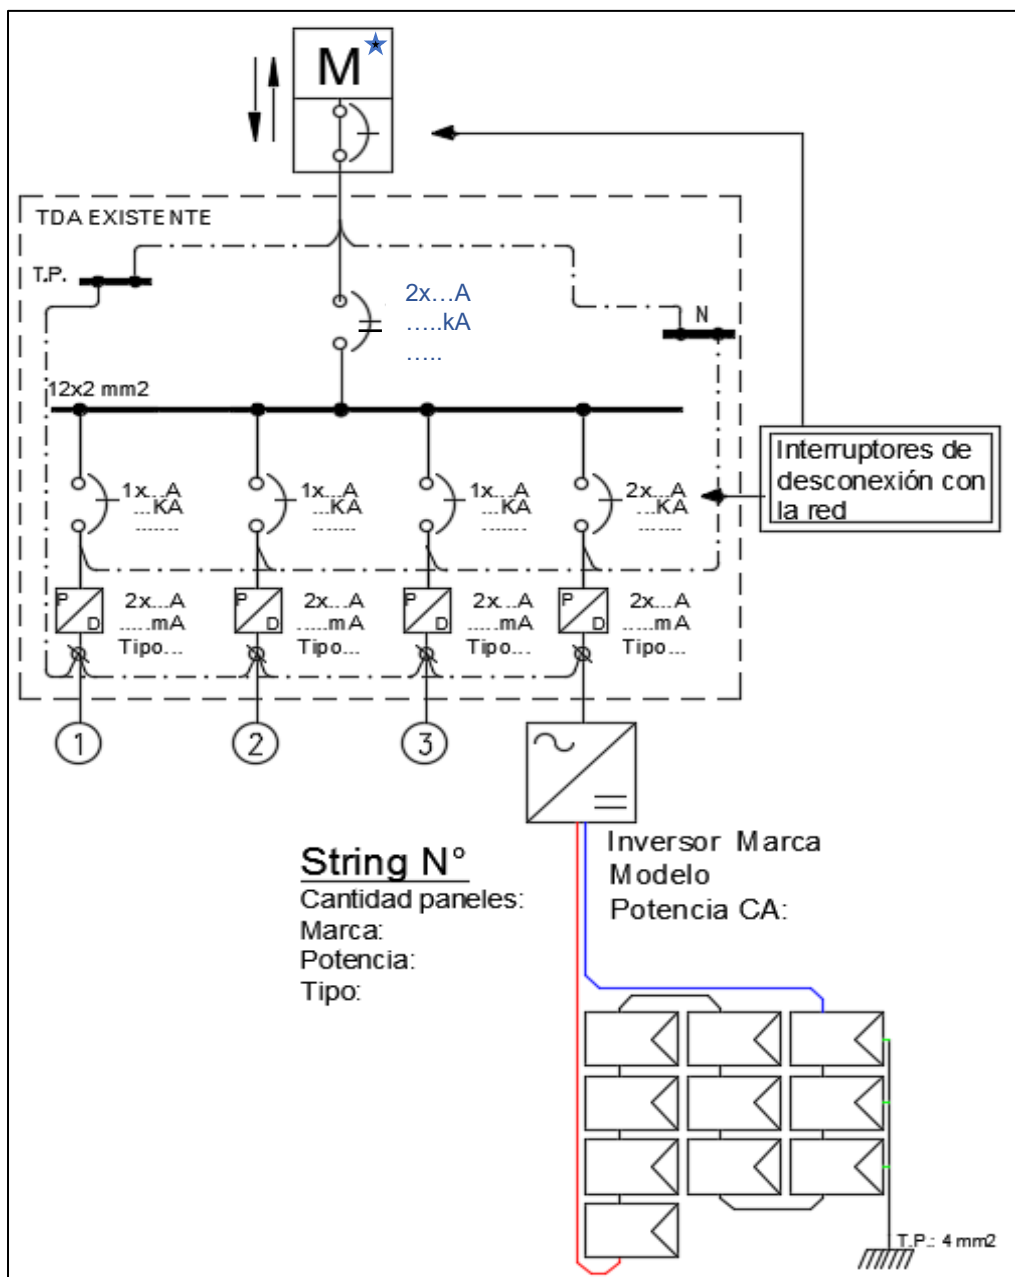 M
TDA EXISTENTE
T.P.
2x...A
.....kA
.....
N
12x2 mm2
Interruptores de
desconexión con
la red
1x...A
...KA
.......
1x...A
...KA
.......
1x...A
...KA
.......
2x...A
...KA
.......
P
D
2x...A
.....mA
Tipo...
P
D
2x...A
.....mA
Tipo...
P
D
2x...A
.....mA
Tipo...
P
D
2x...A
.....mA
Tipo...
1
2
3
String N°
Cantidad paneles:
Marca:
Potencia:
Tipo:
Inversor Marca
Modelo
Potencia CA:
T.P.: 4 mm2